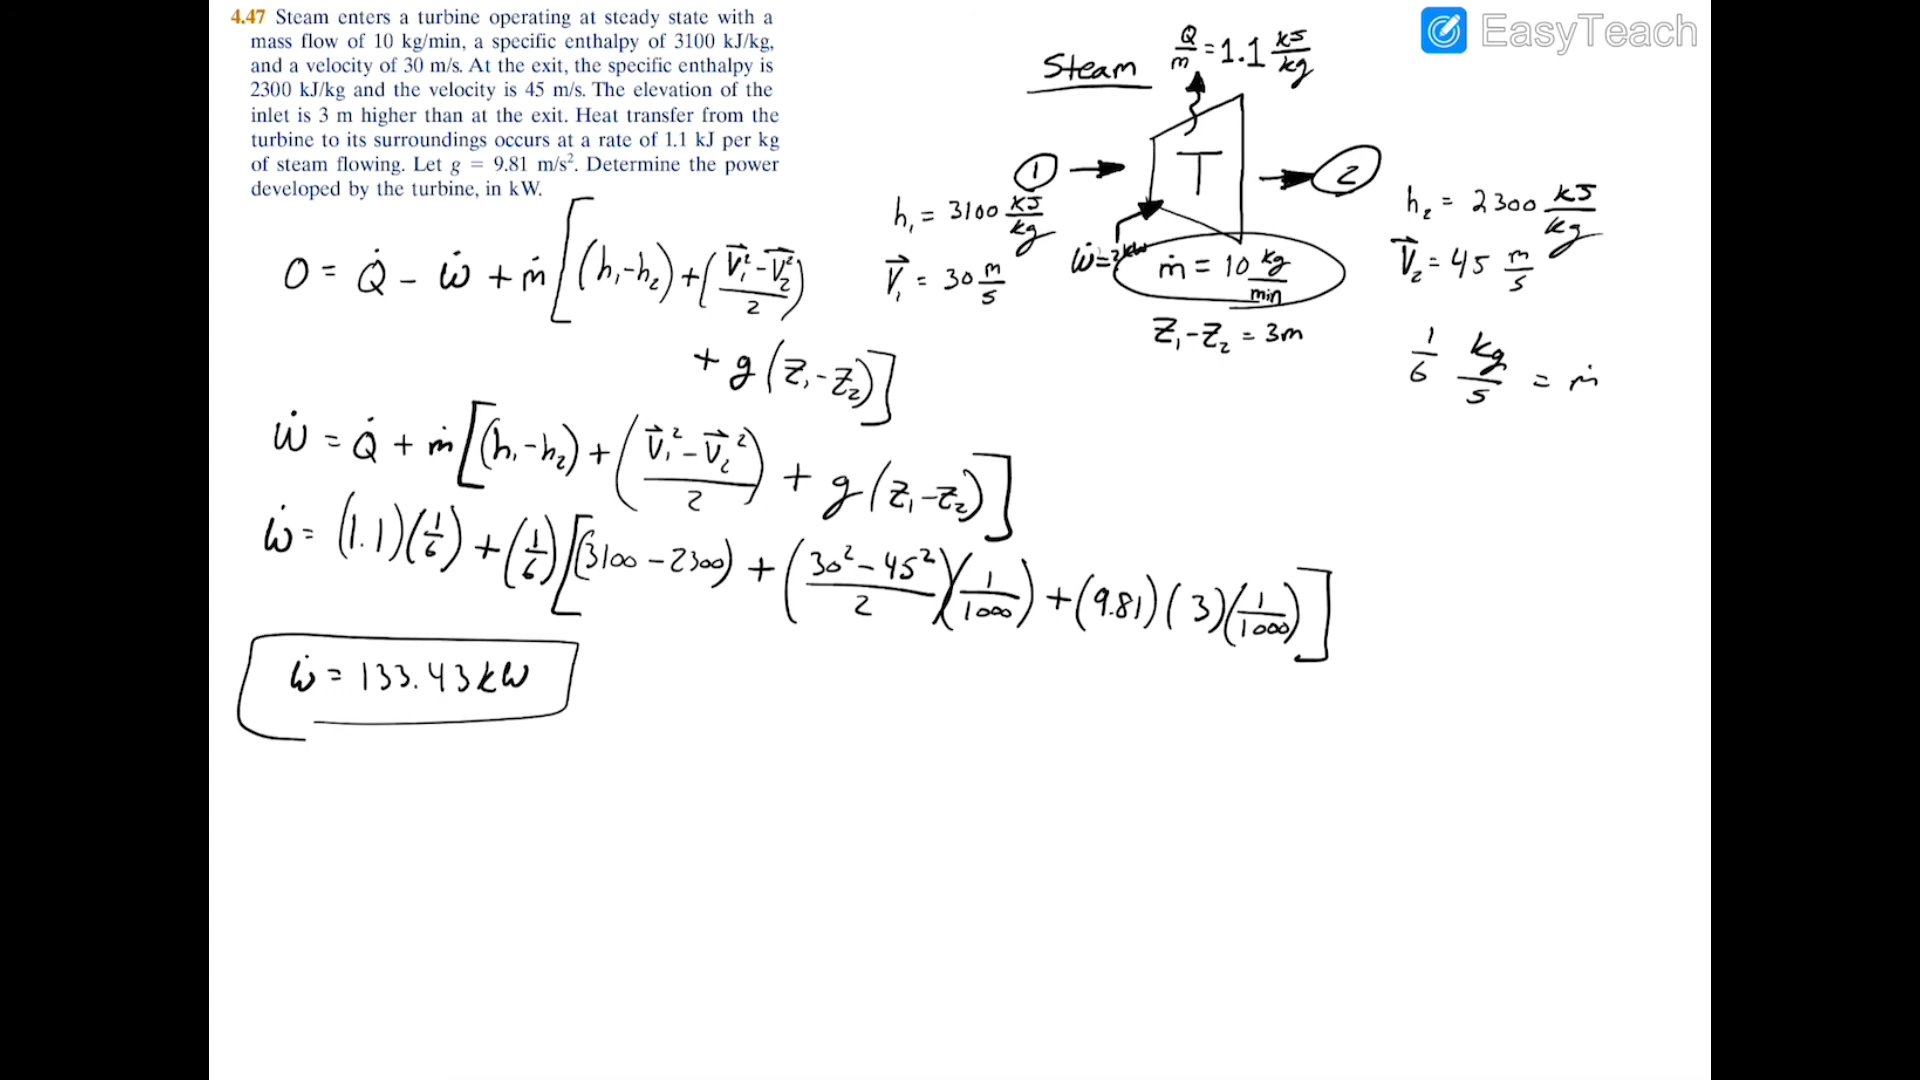 4.47 Steam enters a turbine operating at steady state with a
mass flow of 10 kg/min, a specific enthalpy of 3100 kJ/kg,
and a velocity of 30 m/s. At the exit, the specific enthalpy is
2300 kJ/kg and the velocity is 45 m/s. The elevation of the
inlet is 3 m higher than at the exit. Heat transfer from the
turbine to its surroundings occurs at a rate of 1.1 kJ per kg
of steam flowing. Let g = 9.81 m/s². Determine the power
developed by the turbine, in kW.
EasyTeach
Steam
Q/m = 1.1 kJ/kg
1 → T → 2
h₁ = 3100 kJ/kg
V⃗₁ = 30 m/s
Ẇ = ? kW
ṁ = 10 kg/min
Z₁-Z₂ = 3m
h₂ = 2300 kJ/kg
V⃗₂ = 45 m/s
1/6 kg/s = ṁ
0 = Q̇ - Ẇ + ṁ[(h₁-h₂) + (V⃗₁²-V⃗₂²/2)
+ g(Z₁-Z₂)]
Ẇ = Q̇ + ṁ[(h₁-h₂) + (V⃗₁²-V⃗₂²/2) + g(Z₁-Z₂)]
Ẇ = (1.1)(1/6) + (1/6)[(3100-2300) + (30²-45²/2)(1/1000) + (9.81)(3)(1/1000)]
Ẇ = 133.43kW